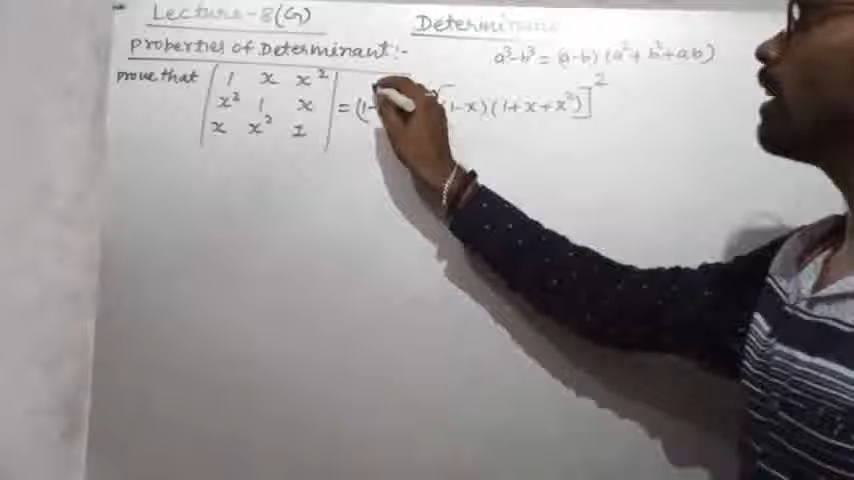 Lecture-8(G)
Determinant
Properties of Determinant:-
a³-b³ = (a-b) (a²+b²+ab)
prove that | 1 x x² |
| x² 1 x | = (1- [(1-x)(1+x+x²)]²
| x x² 1 |